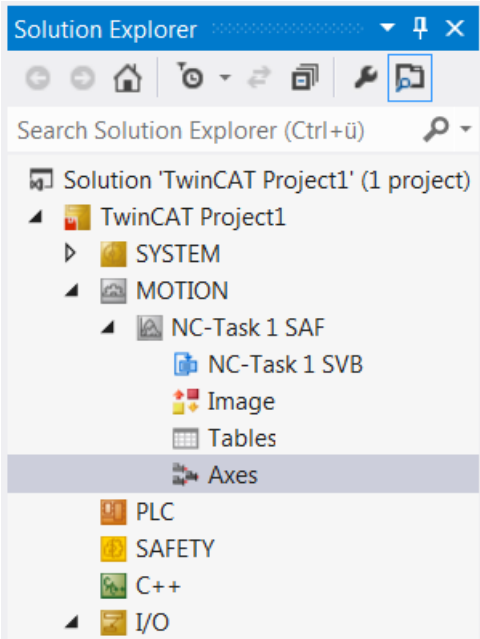 Solution Explorer
Search Solution Explorer (Ctrl+ü)
Solution 'TwinCAT Project1' (1 project)
TwinCAT Project1
SYSTEM
MOTION
NC-Task 1 SAF
NC-Task 1 SVB
Image
Tables
Axes
PLC
SAFETY
C++
I/O